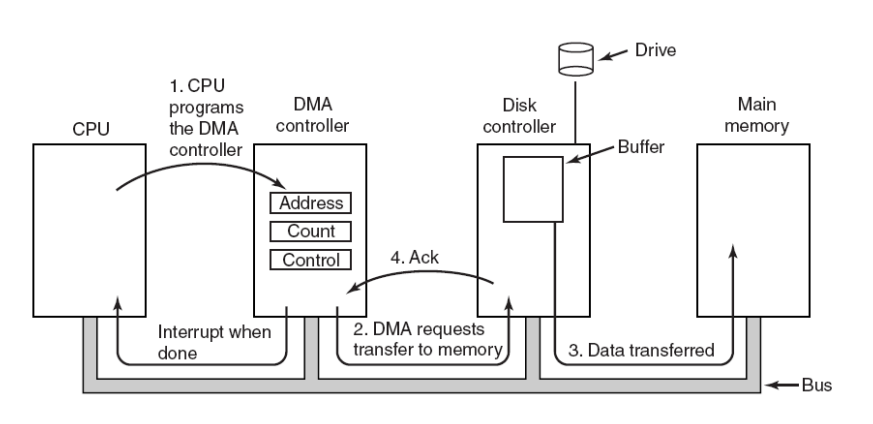 Drive
1. CPU
programs
the DMA
controller
DMA
controller
Disk
controller
Main
memory
CPU
Buffer
Address
Count
Control
4. Ack
Interrupt when
done
2. DMA requests
transfer to memory
3. Data transferred
Bus